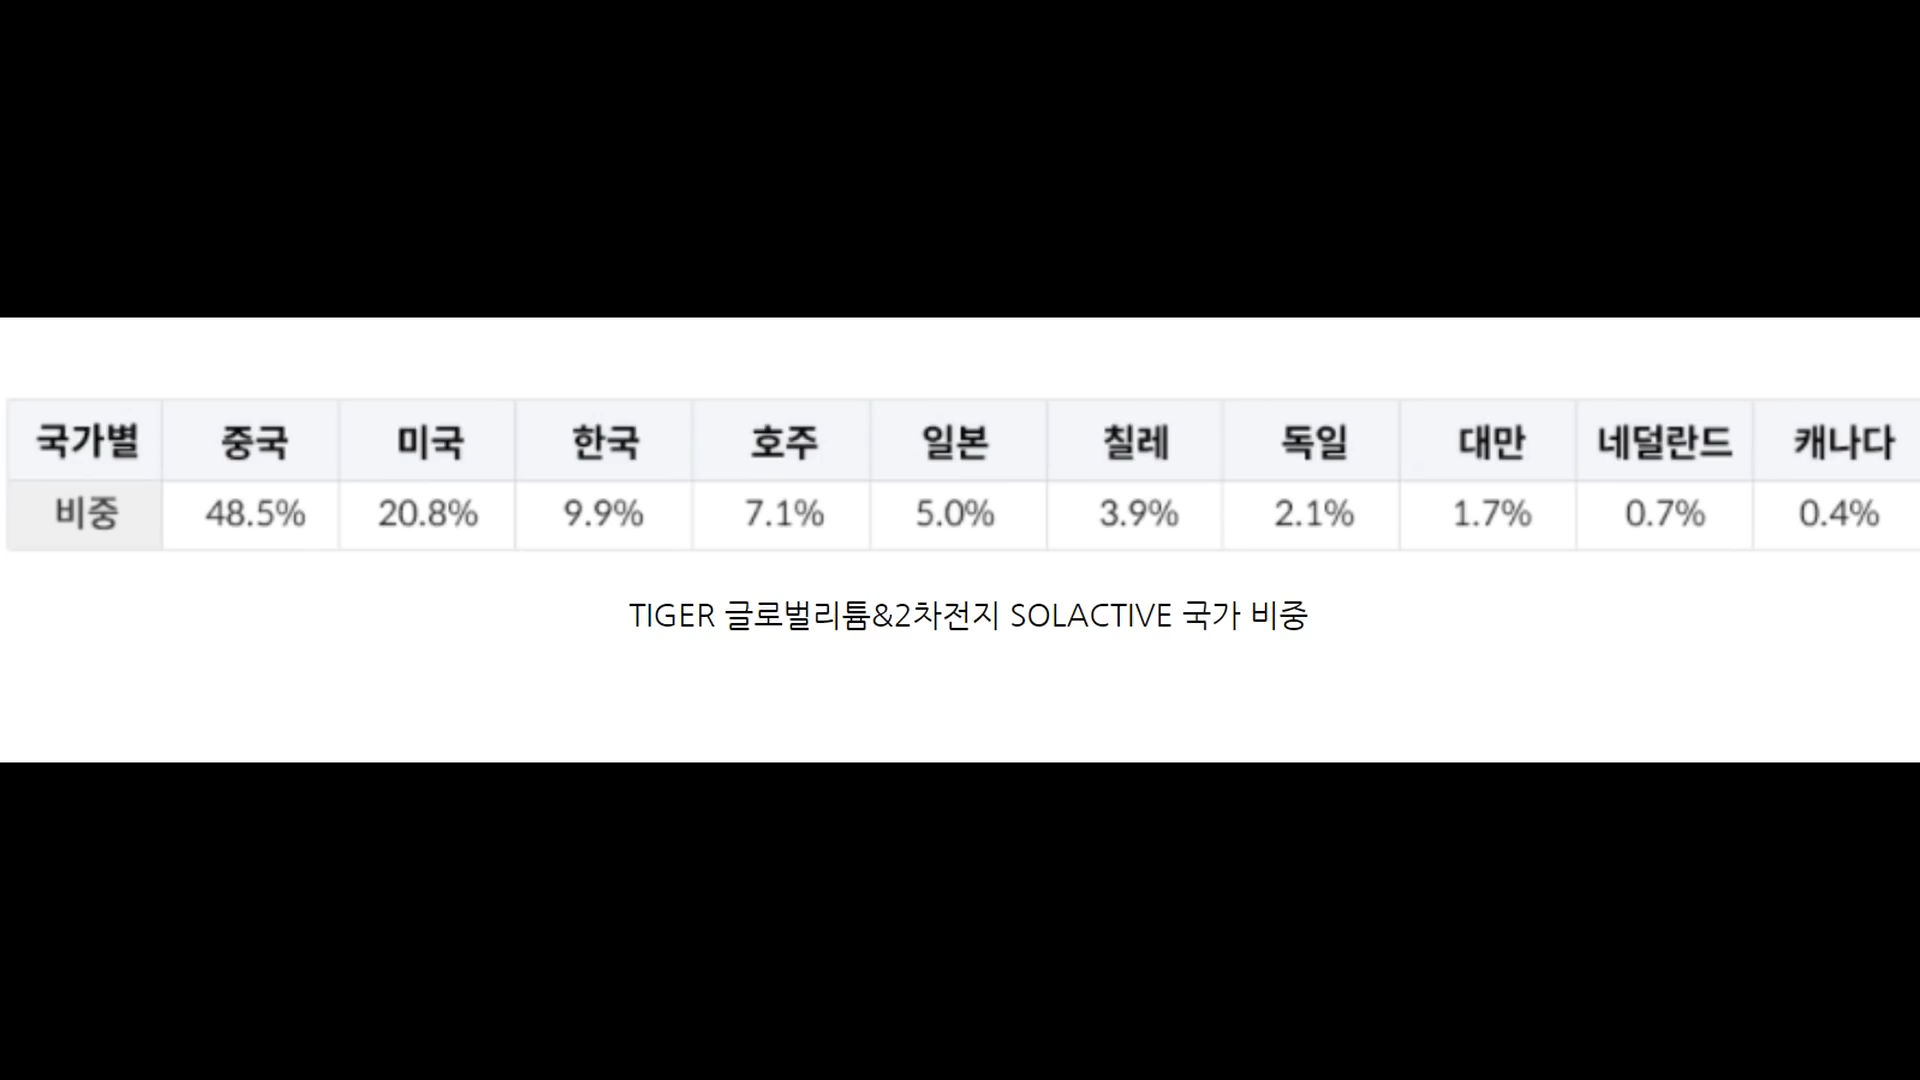 국가별 중국 미국 한국 호주 일본 칠레 독일 대만 네덜란드 캐나다
비중 48.5% 20.8% 9.9% 7.1% 5.0% 3.9% 2.1% 1.7% 0.7% 0.4%
TIGER 글로벌리튬&2차전지 SOLACTIVE 국가 비중